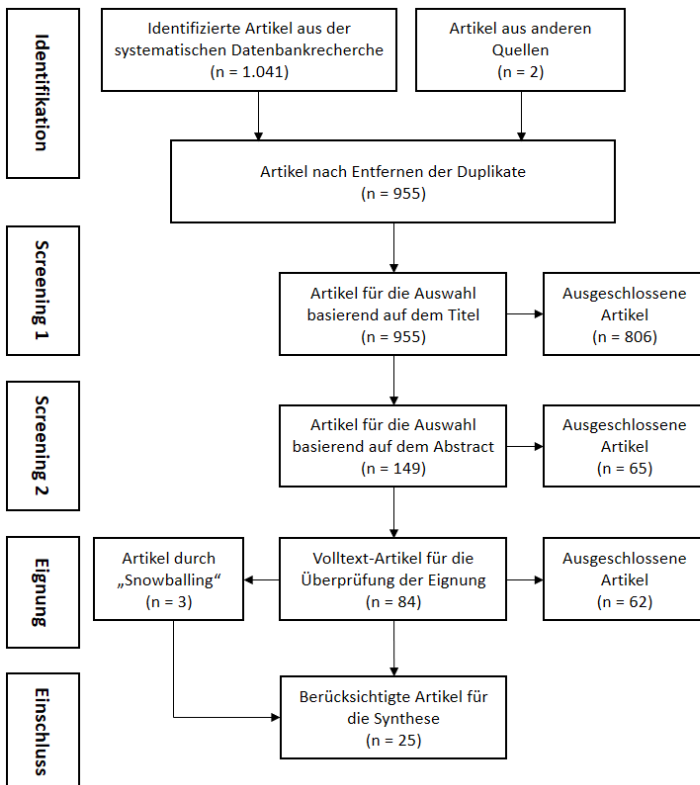 Identifikation
Identifizierte Artikel aus der
systematischen Datenbankrecherche
(n = 1.041)
Artikel aus anderen
Quellen
(n = 2)
Artikel nach Entfernen der Duplikate
(n = 955)
Screening 1
Artikel für die Auswahl
basierend auf dem Titel
(n = 955)
Ausgeschlossene
Artikel
(n = 806)
Screening 2
Artikel für die Auswahl
basierend auf dem Abstract
(n = 149)
Ausgeschlossene
Artikel
(n = 65)
Eignung
Artikel durch
„Snowballing“
(n = 3)
Volltext-Artikel für die
Überprüfung der Eignung
(n = 84)
Ausgeschlossene
Artikel
(n = 62)
Einschluss
Berücksichtigte Artikel für
die Synthese
(n = 25)